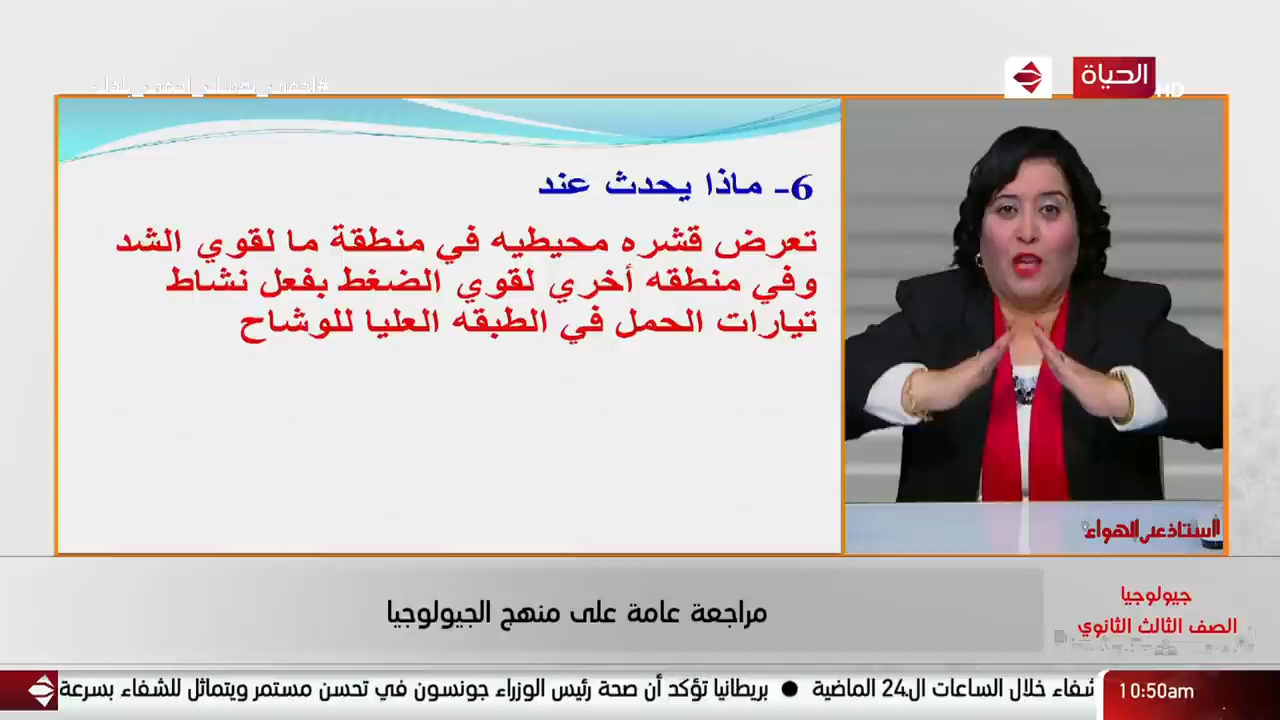 الحياة
HD
6- ماذا يحدث عند
تعرض قشره محيطيه في منطقة ما لقوي الشد
وفي منطقه أخري لقوي الضغط بفعل نشاط
تيارات الحمل في الطبقه العليا للوشاح
أستاذ على الهواء
جيولوجيا
الصف الثالث الثانوي
مراجعة عامة على منهج الجيولوجيا
شفاء خلال الساعات ال24 الماضية ● بريطانيا تؤكد أن صحة رئيس الوزراء جونسون في تحسن مستمر ويتماثل للشفاء بسرعة
10:50am